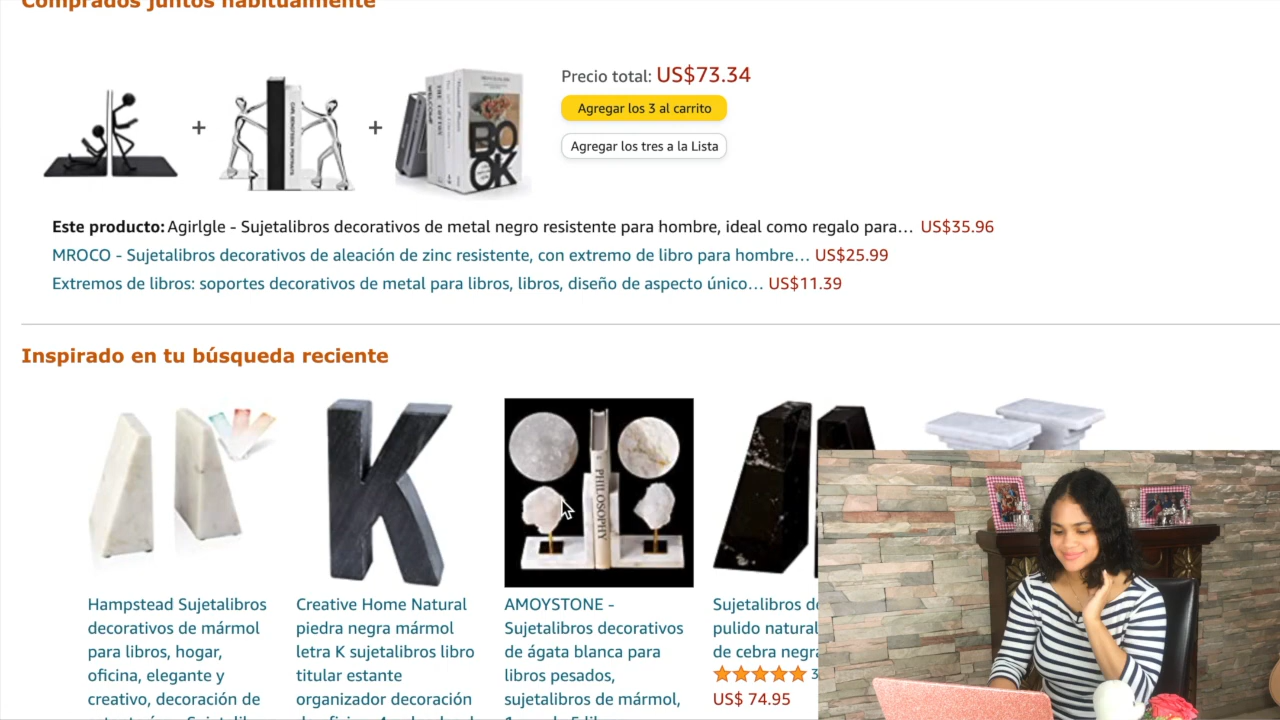 Comprados juntos habitualmente
Precio total: US$73.34
Agregar los 3 al carrito
Agregar los tres a la Lista
BO
OK
Este producto: Agirlgle - Sujetalibros decorativos de metal negro resistente para hombre, ideal como regalo para… US$35.96
MROCO - Sujetalibros decorativos de aleación de zinc resistente, con extremo de libro para hombre… US$25.99
Extremos de libros: soportes decorativos de metal para libros, libros, diseño de aspecto único… US$11.39
Inspirado en tu búsqueda reciente
K
PHILOSOPHY
Hampstead Sujetalibros
decorativos de mármol
para libros, hogar,
oficina, elegante y
creativo, decoración de
Creative Home Natural
piedra negra mármol
letra K sujetalibros libro
titular estante
organizador decoración
AMOYSTONE -
Sujetalibros decorativos
de ágata blanca para
libros pesados,
sujetalibros de mármol,
Sujetalibros de
pulido natural
de cebra negra
3
US$ 74.95